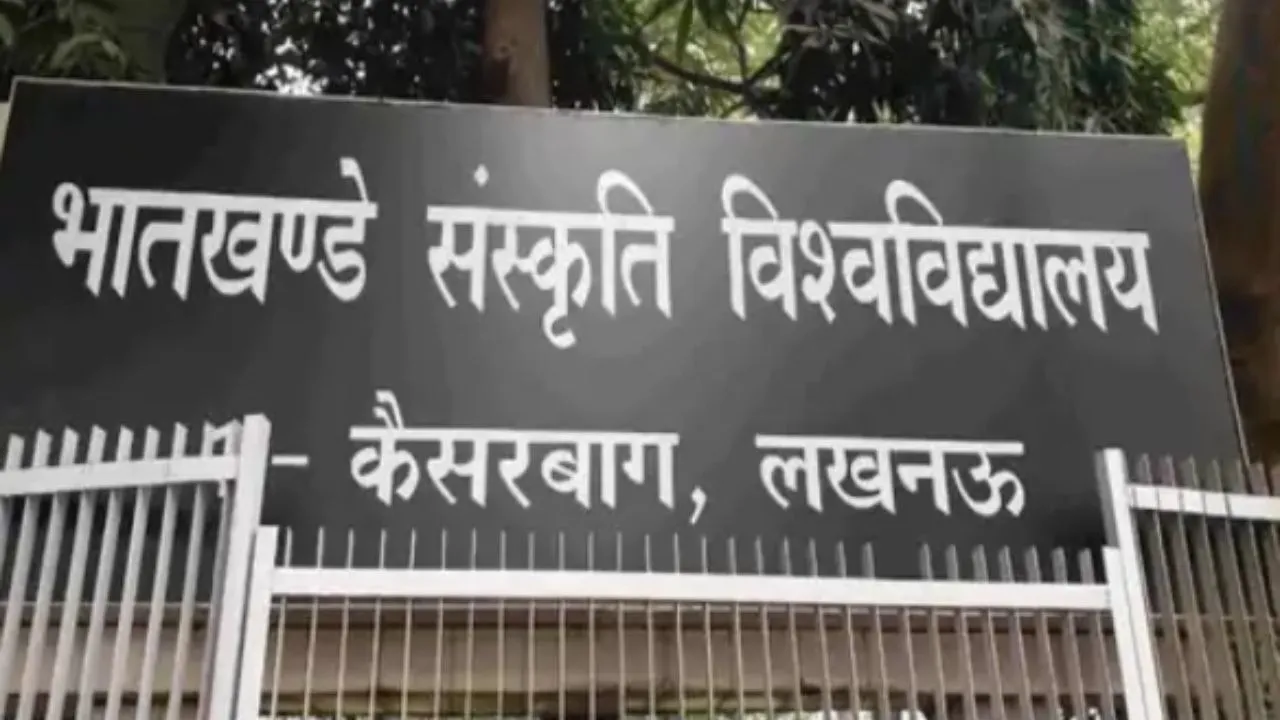 भातखण्डे संस्कृति विश्वविद्यालय
– कैसरबाग, लखनऊ